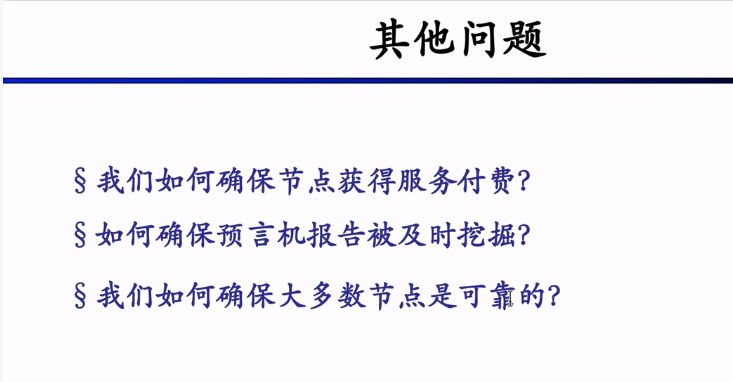 其他问题
§ 我们如何确保节点获得服务付费?
§ 如何确保预言机报告被及时挖掘?
§ 我们如何确保大多数节点是可靠的?